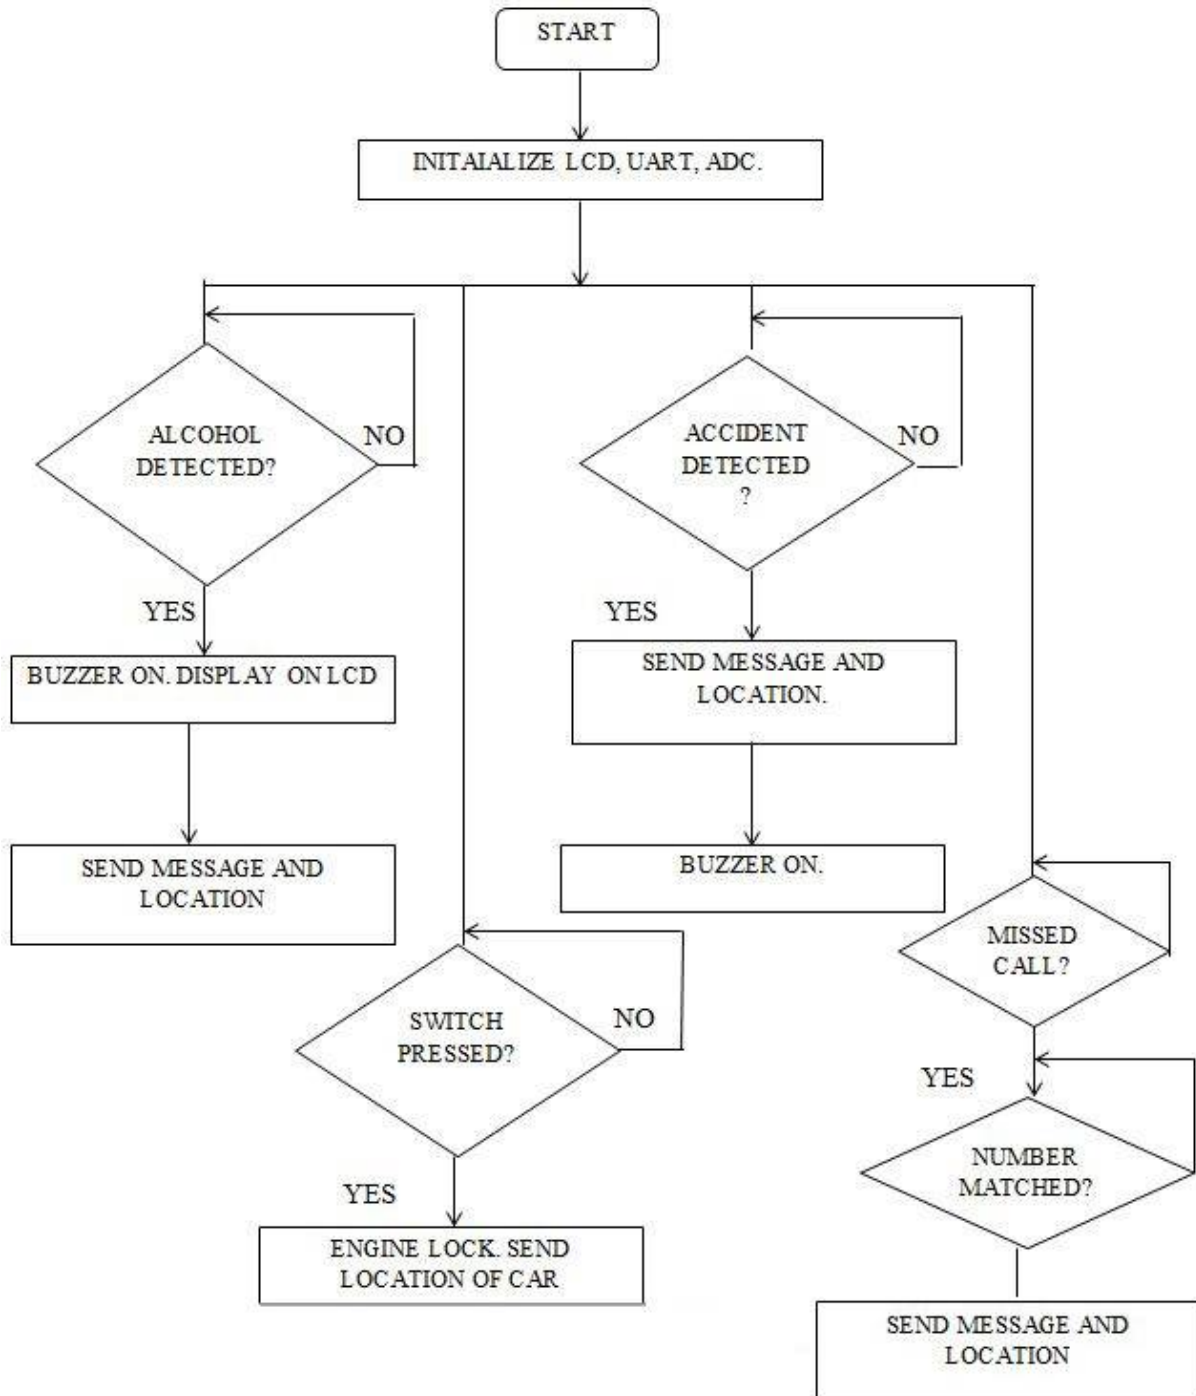 START
INITAIALIZE LCD, UART, ADC.
ALCOHOL
DETECTED?
NO
YES
BUZZER ON. DISPLAY ON LCD
SEND MESSAGE AND
LOCATION
SWITCH
PRESSED?
NO
YES
ENGINE LOCK. SEND
LOCATION OF CAR
ACCIDENT
DETECTED
?
NO
YES
SEND MESSAGE AND
LOCATION.
BUZZER ON.
MISSED
CALL?
YES
NUMBER
MATCHED?
SEND MESSAGE AND
LOCATION